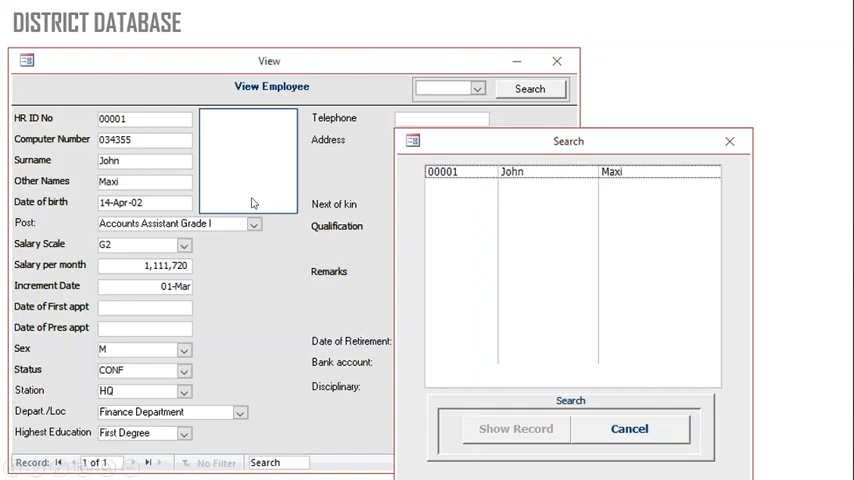 DISTRICT DATABASE
View
View Employee
Search
HR ID No 00001
Computer Number 034355
Surname John
Other Names Maxi
Date of birth 14-Apr-02
Post: Accounts Assistant Grade I
Salary Scale G2
Salary per month 1,111,720
Increment Date 01-Mar
Date of First appt
Date of Pres appt
Sex M
Status CONF
Station HQ
Depart./Loc Finance Department
Highest Education First Degree
Telephone
Address
Next of kin
Qualification
Remarks
Date of Retirement:
Bank account:
Disciplinary:
Record: 1 of 1 No Filter Search
Search
00001 John Maxi
Search
Show Record Cancel